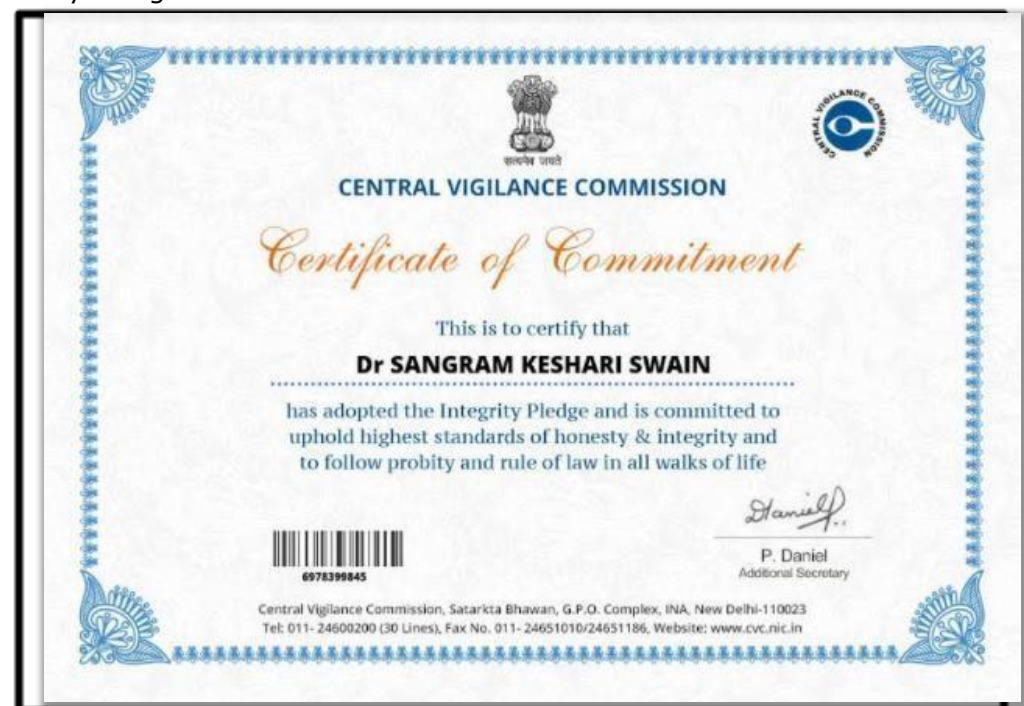 सत्यमेव जयते
CENTRAL VIGILANCE COMMISSION
CENTRAL VIGILANCE COMMISSION
Certificate of Commitment
This is to certify that
Dr SANGRAM KESHARI SWAIN
has adopted the Integrity Pledge and is committed to
uphold highest standards of honesty & integrity and
to follow probity and rule of law in all walks of life
P. Daniel
Additional Secretary
6978399845
Central Vigilance Commission, Satarkta Bhawan, G.P.O. Complex, INA, New Delhi-110023
Tel: 011- 24600200 (30 Lines), Fax No. 011- 24651010/24651186, Website: www.cvc.nic.in